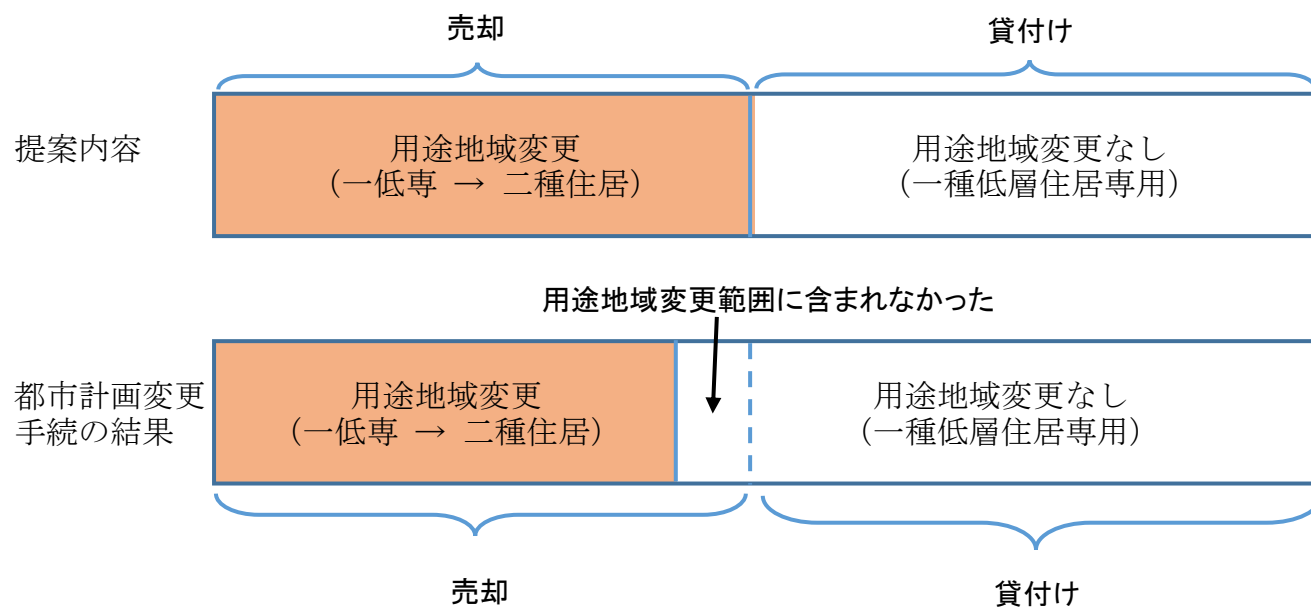 売却
貸付け
提案内容
用途地域変更
（一低専 → 二種住居）
用途地域変更なし
（一種低層住居専用）
用途地域変更範囲に含まれなかった
都市計画変更
手続の結果
用途地域変更
（一低専 → 二種住居）
用途地域変更なし
（一種低層住居専用）
売却
貸付け